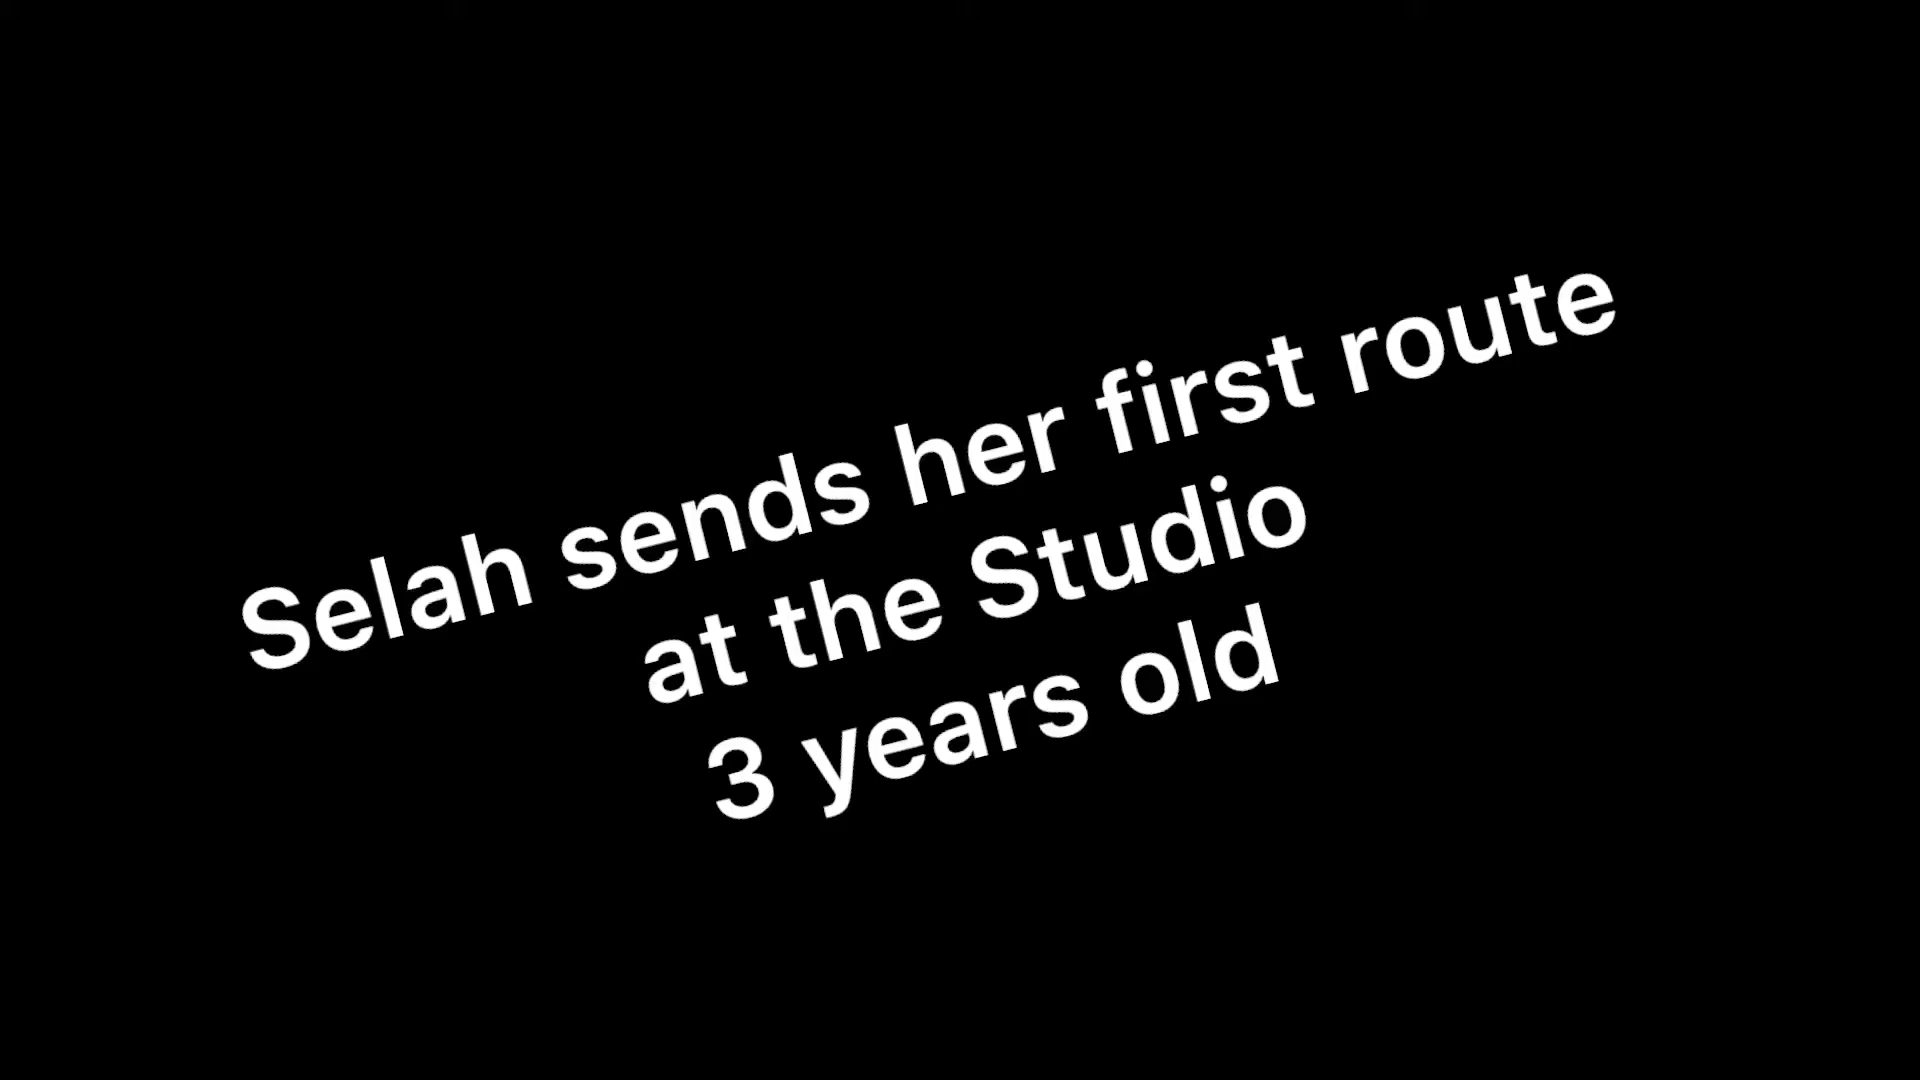 Selah sends her first route
at the Studio
3 years old